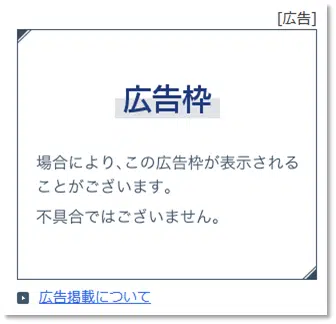 [広告]
広告枠
場合により、この広告枠が表示される
ことがございます。
不具合ではございません。
広告掲載について